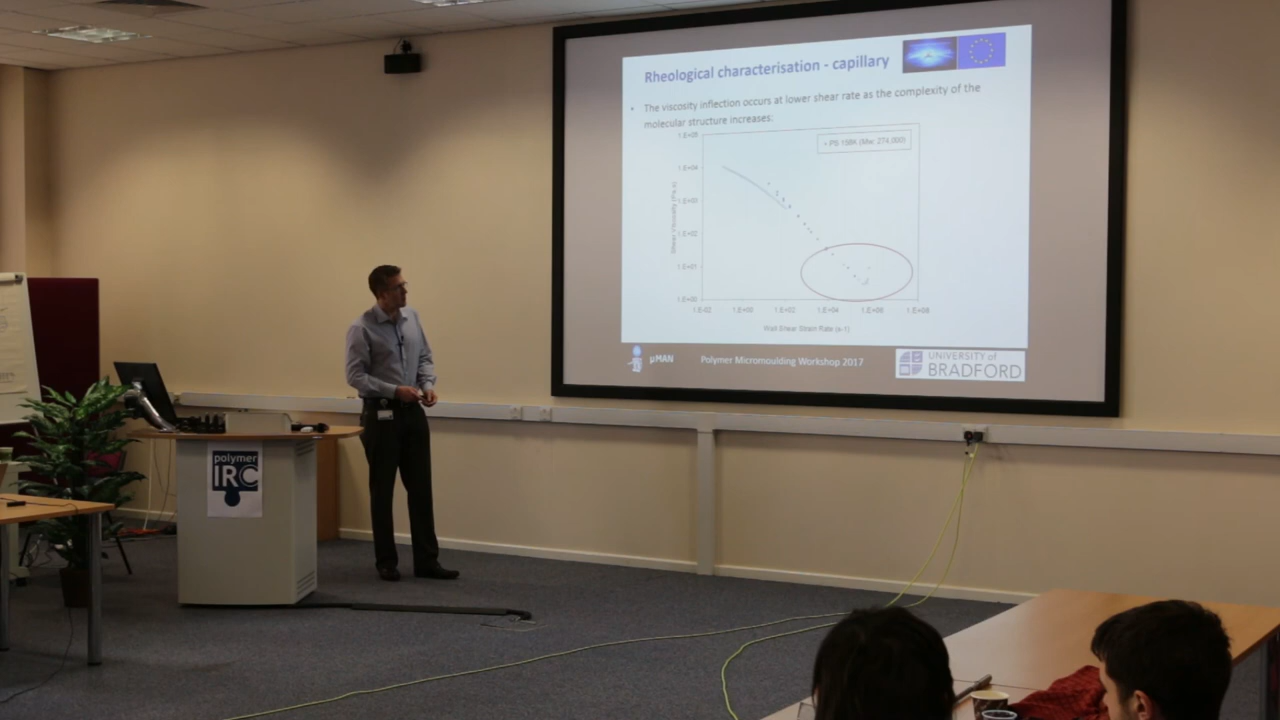 Rheological characterisation - capillary
• The viscosity inflection occurs at lower shear rate as the complexity of the
molecular structure increases:
1.E+05
• PS 158K (Mw: 274,000)
1.E+04
1.E+03
1.E+02
1.E+01
1.E+00
Shear Viscosity (Pa.s)
1.E-02 1.E+00 1.E+02 1.E+04 1.E+06 1.E+08
Wall Shear Strain Rate (s-1)
µMAN
Polymer Micromoulding Workshop 2017
UNIVERSITY of
BRADFORD
polymer
IRC